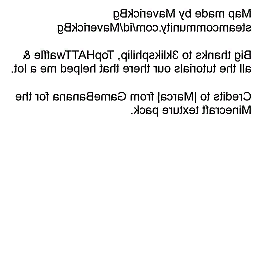 Map made by MaverickBg
steamcommunity.com/id/MaverickBg
Big thanks to 3kliksphilip, TopHATTwaffle &
all the tutorials our there that helped me a lot.
Credits to [Marca] from GameBanana for the
Minecraft texture pack.